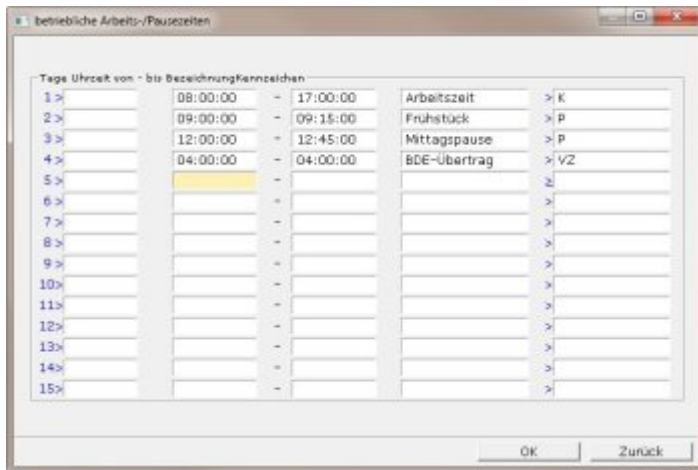 betriebliche Arbeits-/Pausezeiten
Tage Uhrzeit von - bis BezeichnungKennzeichen
1> 08:00:00 - 17:00:00 Arbeitszeit > K
2> 09:00:00 - 09:15:00 Frühstück > P
3> 12:00:00 - 12:45:00 Mittagspause > P
4> 04:00:00 - 04:00:00 BDE-Übertrag > VZ
5> - >
6> - >
7> - >
8> - >
9> - >
10> - >
11> - >
12> - >
13> - >
14> - >
15> - >
OK Zurück